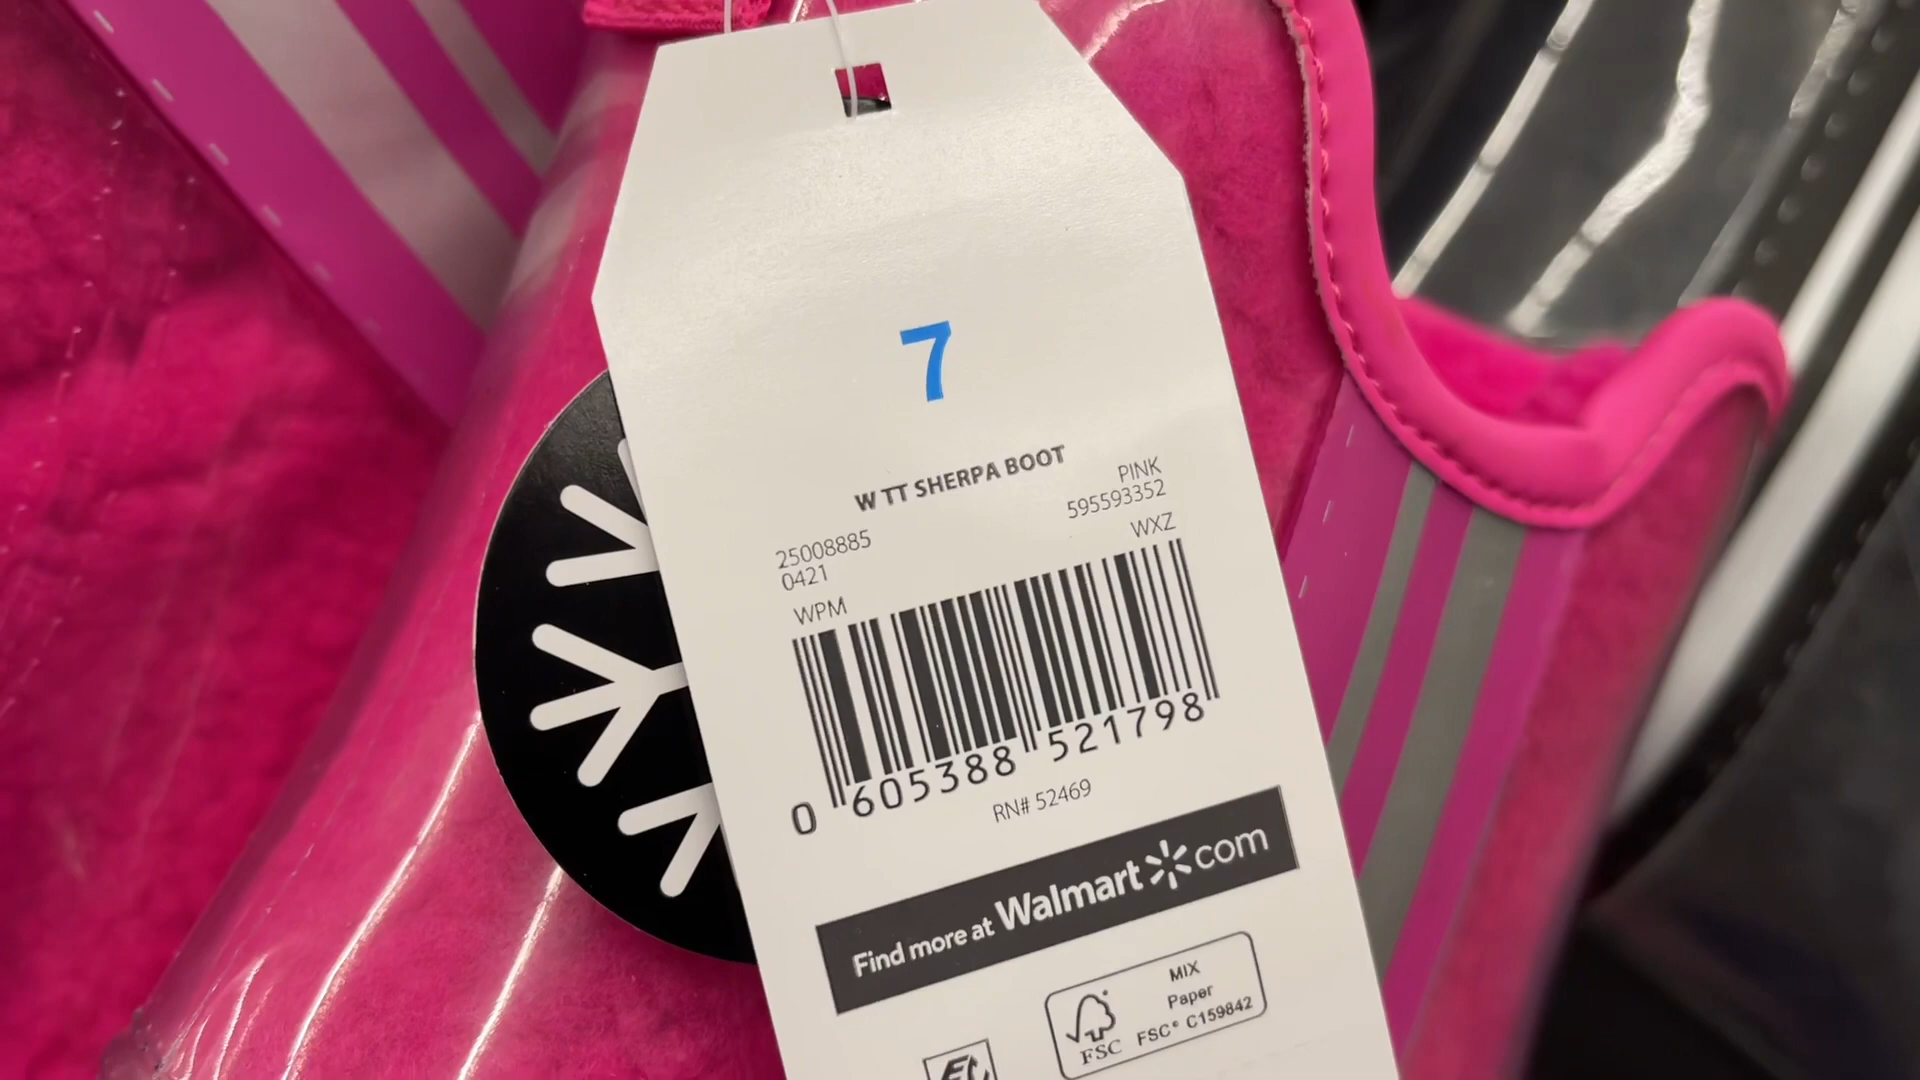 7
W TT SHERPA BOOT
PINK
595593352
25008885
0421
WXZ
WPM
0 605388 521798
RN# 52469
Find more at Walmart com
MIX
Paper
FSC® C159842
FSC